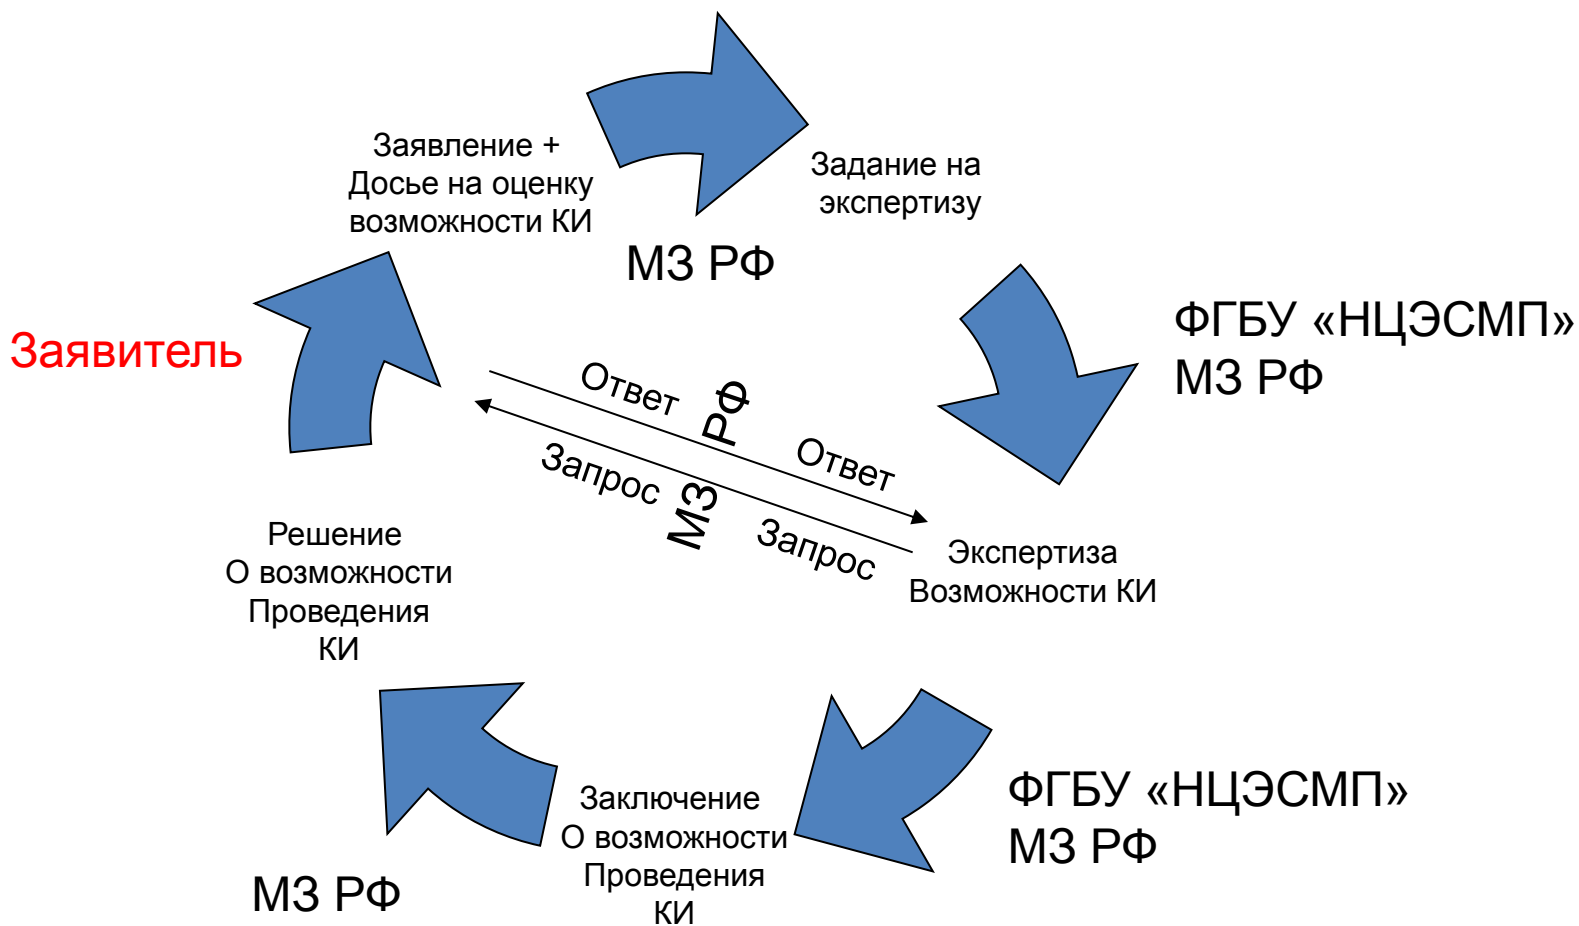 Заявление +
Досье на оценку
возможности КИ
Задание на
экспертизу
МЗ РФ
ФГБУ «НЦЭСМП»
МЗ РФ
Заявитель
Ответ
РФ
Ответ
Запрос
МЗ
Запрос
Экспертиза
Возможности КИ
Решение
О возможности
Проведения
КИ
ФГБУ «НЦЭСМП»
МЗ РФ
Заключение
О возможности
Проведения
КИ
МЗ РФ